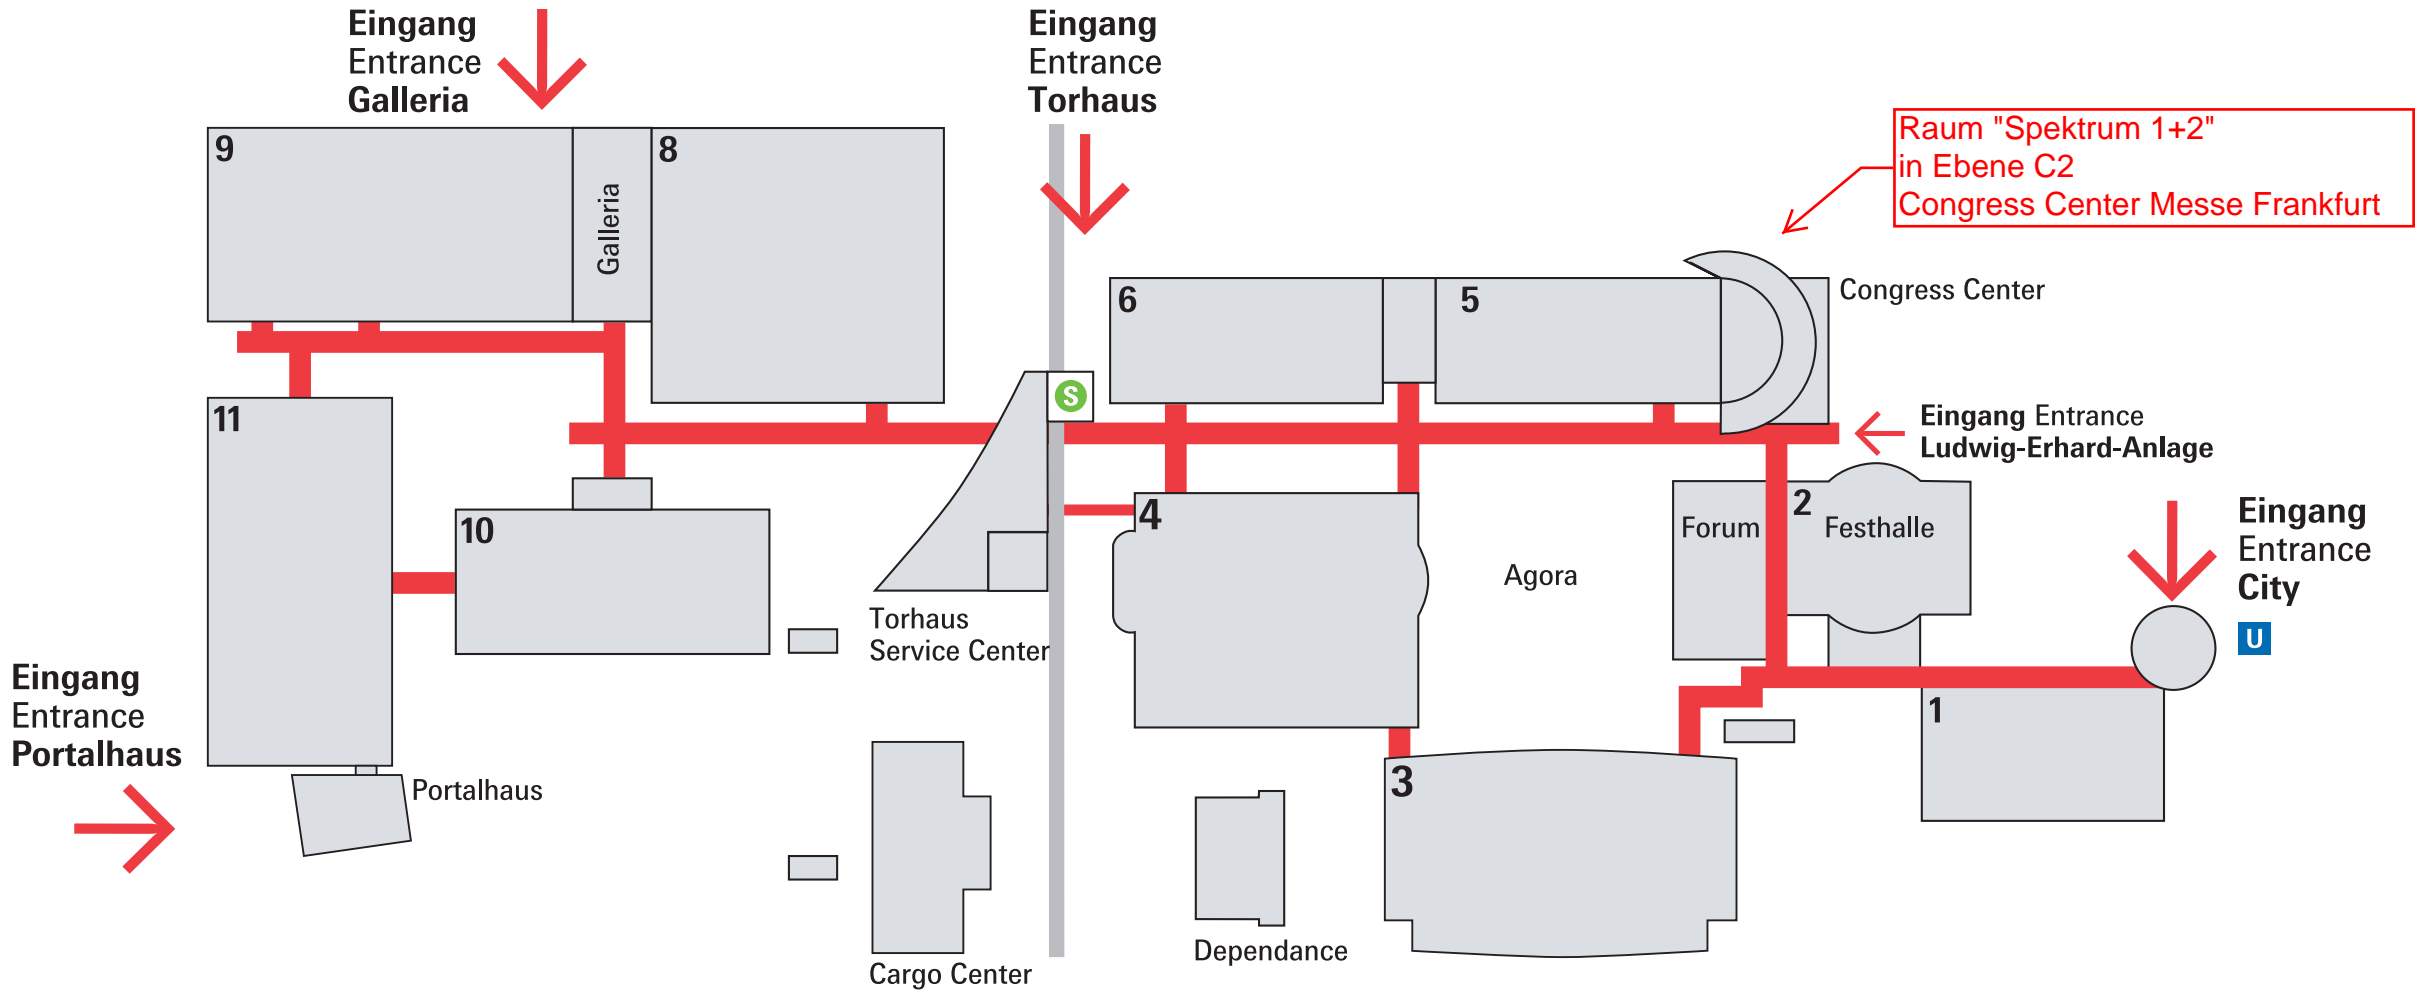 Eingang
Entrance
Galleria
Eingang
Entrance
Torhaus
Raum "Spektrum 1+2"
in Ebene C2
Congress Center Messe Frankfurt
9
Galleria
8
6
5
Congress Center
S
11
Eingang Entrance
Ludwig-Erhard-Anlage
10
4
Forum
2
Festhalle
Agora
Eingang
Entrance
City
U
Torhaus
Service Center
Eingang
Entrance
Portalhaus
1
Portalhaus
3
Dependance
Cargo Center